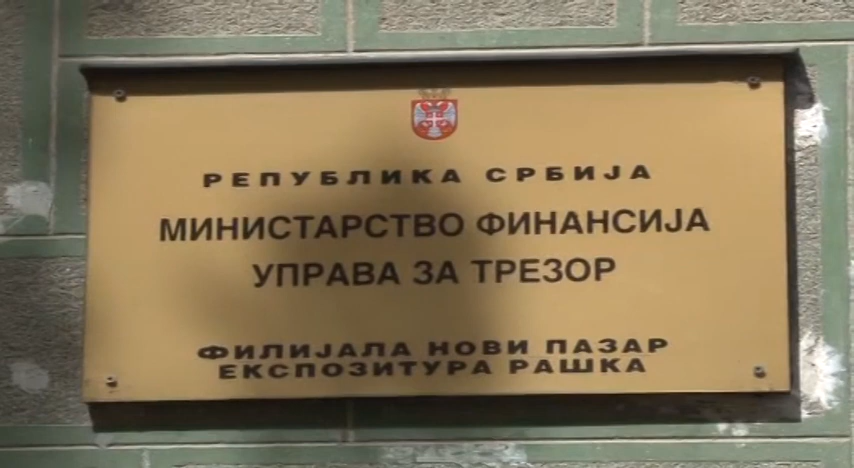 РЕПУБЛИКА СРБИЈА
МИНИСТАРСТВО ФИНАНСИЈА
УПРАВА ЗА ТРЕЗОР
ФИЛИЈАЛА НОВИ ПАЗАР
ЕКСПОЗИТУРА РАШКА